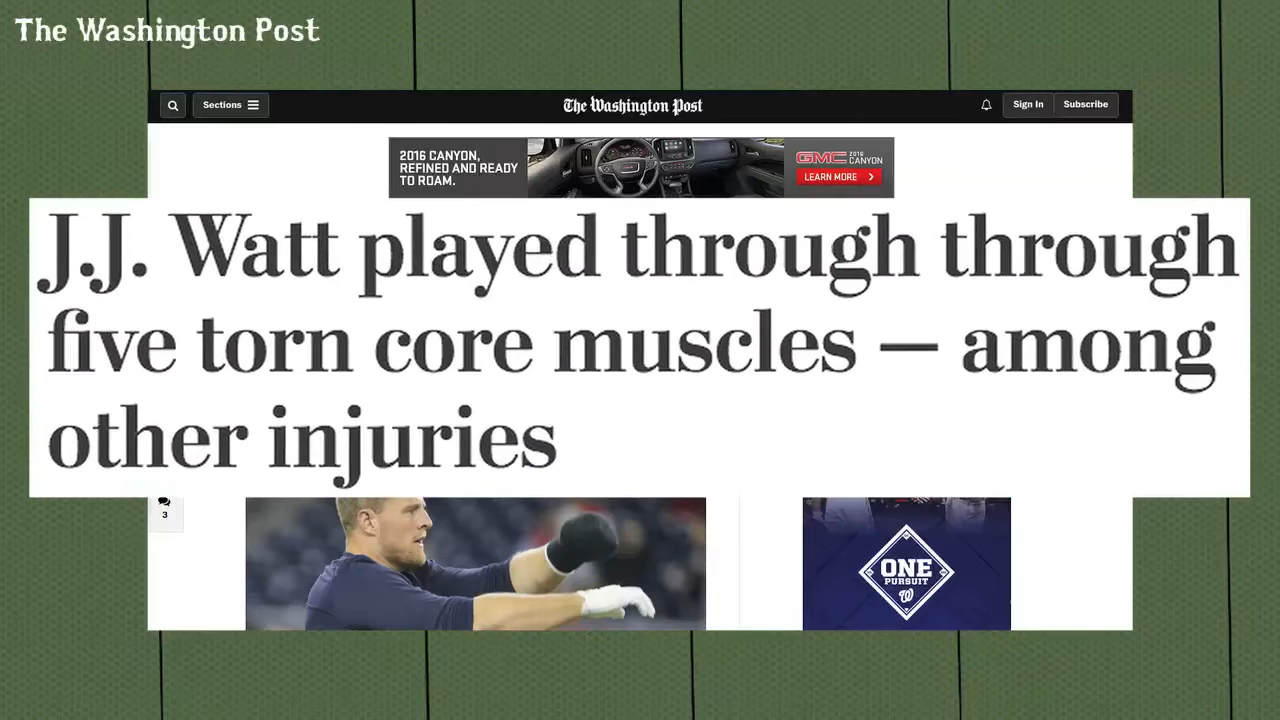 The Washington Post
Sections
The Washington Post
Sign In
Subscribe
2016 CANYON,
REFINED AND READY
TO ROAM.
GMC 2016
CANYON
LEARN MORE
J.J. Watt played through through
five torn core muscles — among
other injuries
3
ONE
PURSUIT
W